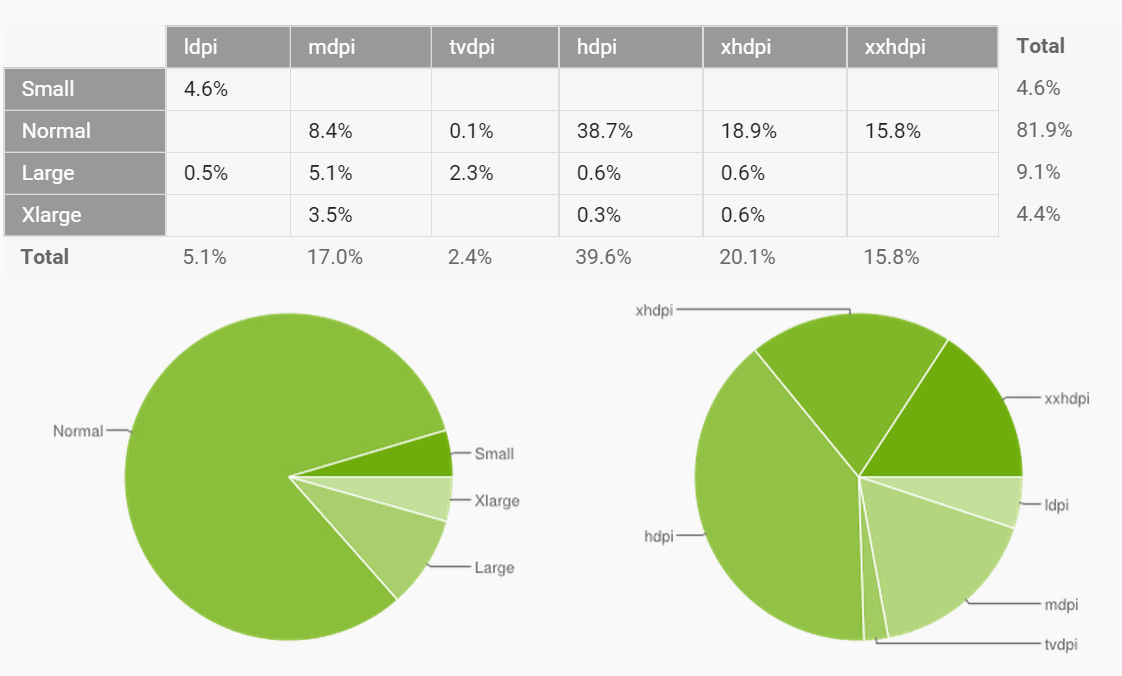 ldpi mdpi tvdpi hdpi xhdpi xxhdpi Total
Small 4.6% 4.6%
Normal 8.4% 0.1% 38.7% 18.9% 15.8% 81.9%
Large 0.5% 5.1% 2.3% 0.6% 0.6% 9.1%
Xlarge 3.5% 0.3% 0.6% 4.4%
Total 5.1% 17.0% 2.4% 39.6% 20.1% 15.8%
Normal
Small
Xlarge
Large
xhdpi
xxhdpi
ldpi
hdpi
mdpi
tvdpi